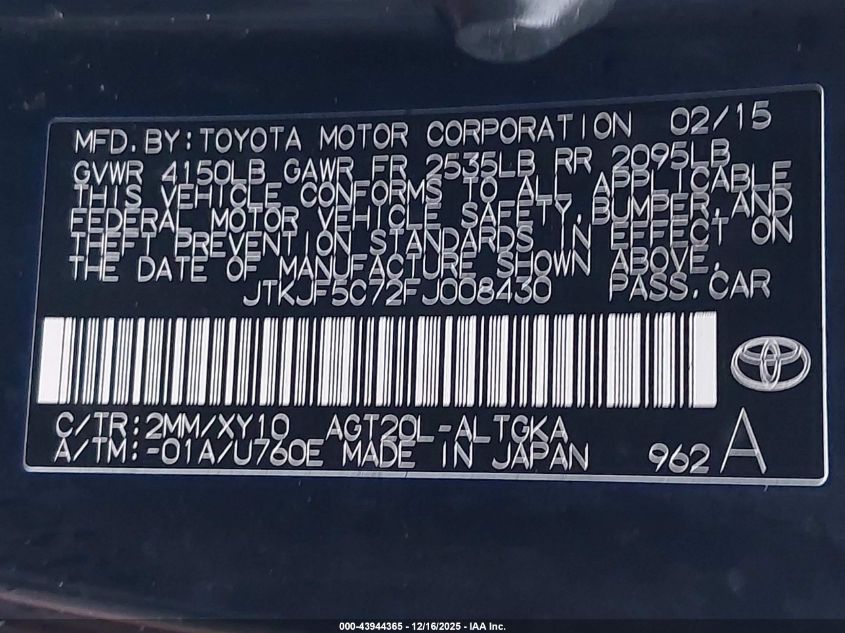 MFD. BY: TOYOTA MOTOR CORPORATION 02/15
GVWR 4150LB GAWR FR 2535LB RR 2095LB
THIS VEHICLE CONFORMS TO ALL APPLICABLE
FEDERAL MOTOR VEHICLE SAFETY, BUMPER, AND
THEFT PREVENTION STANDARDS IN EFFECT ON
THE DATE OF MANUFACTURE SHOWN ABOVE.
JTKJF5C72FJ008430 PASS. CAR
C/TR: 2MM/XY10 AGT20L-ALTGKA
A/TM: -01A/U760E MADE IN JAPAN 962 A
000-43944365 - 12/16/2025 - IAA Inc.